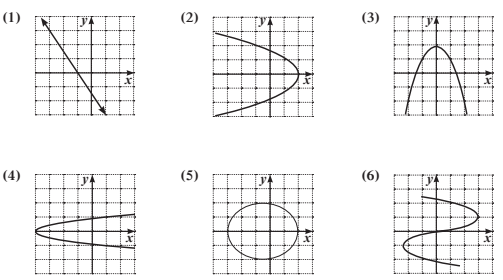 (1) y x
(2) y x
(3) y x
(4) y x
(5) y x
(6) y x